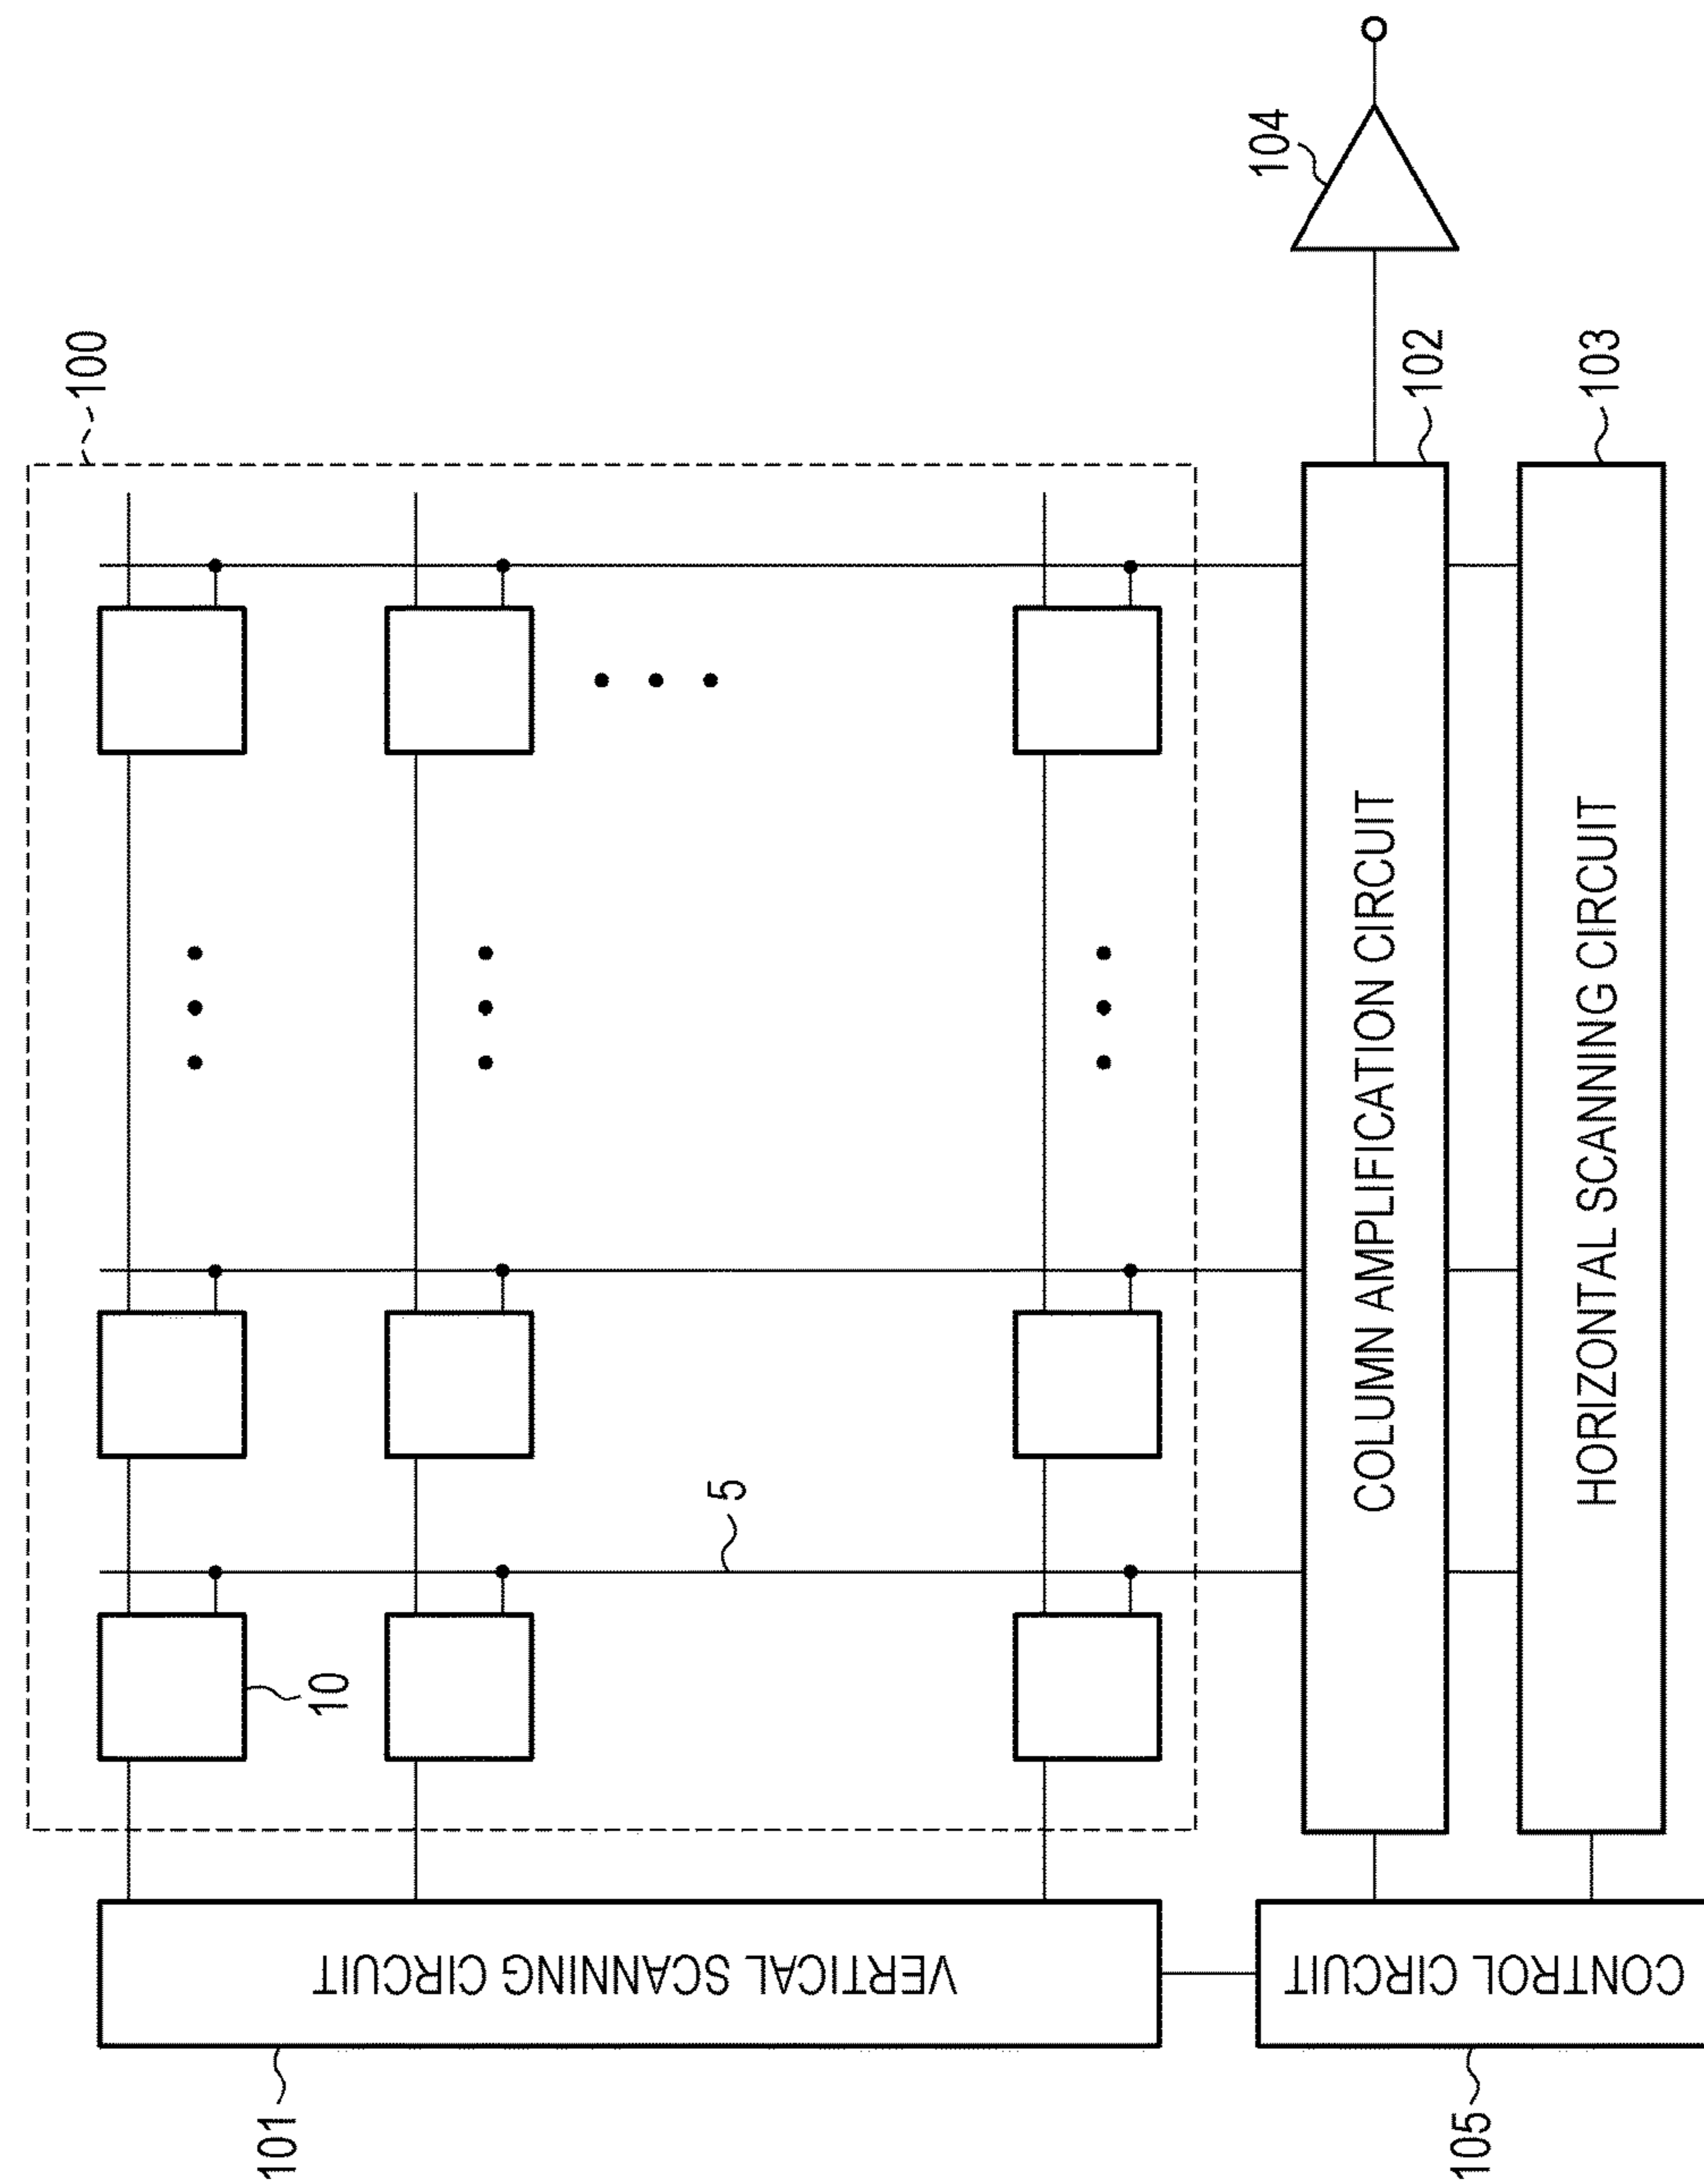 100
104
10
5
101
VERTICAL SCANNING CIRCUIT
COLUMN AMPLIFICATION CIRCUIT
102
HORIZONTAL SCANNING CIRCUIT
103
CONTROL CIRCUIT
105